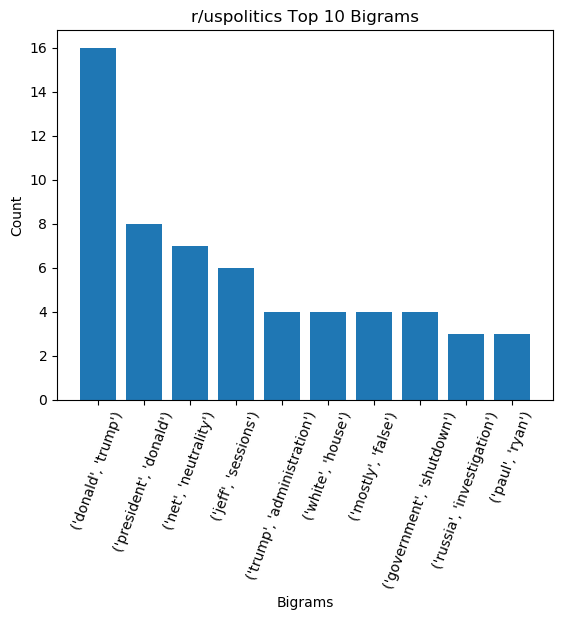 r/uspolitics Top 10 Bigrams
Count
16
14
12
10
8
6
4
2
0
('donald', 'trump')
('president', 'donald')
('net', 'neutrality')
('jeff', 'sessions')
('trump', 'administration')
('white', 'house')
('mostly', 'false')
('government', 'shutdown')
('russia', 'investigation')
('paul', 'ryan')
Bigrams